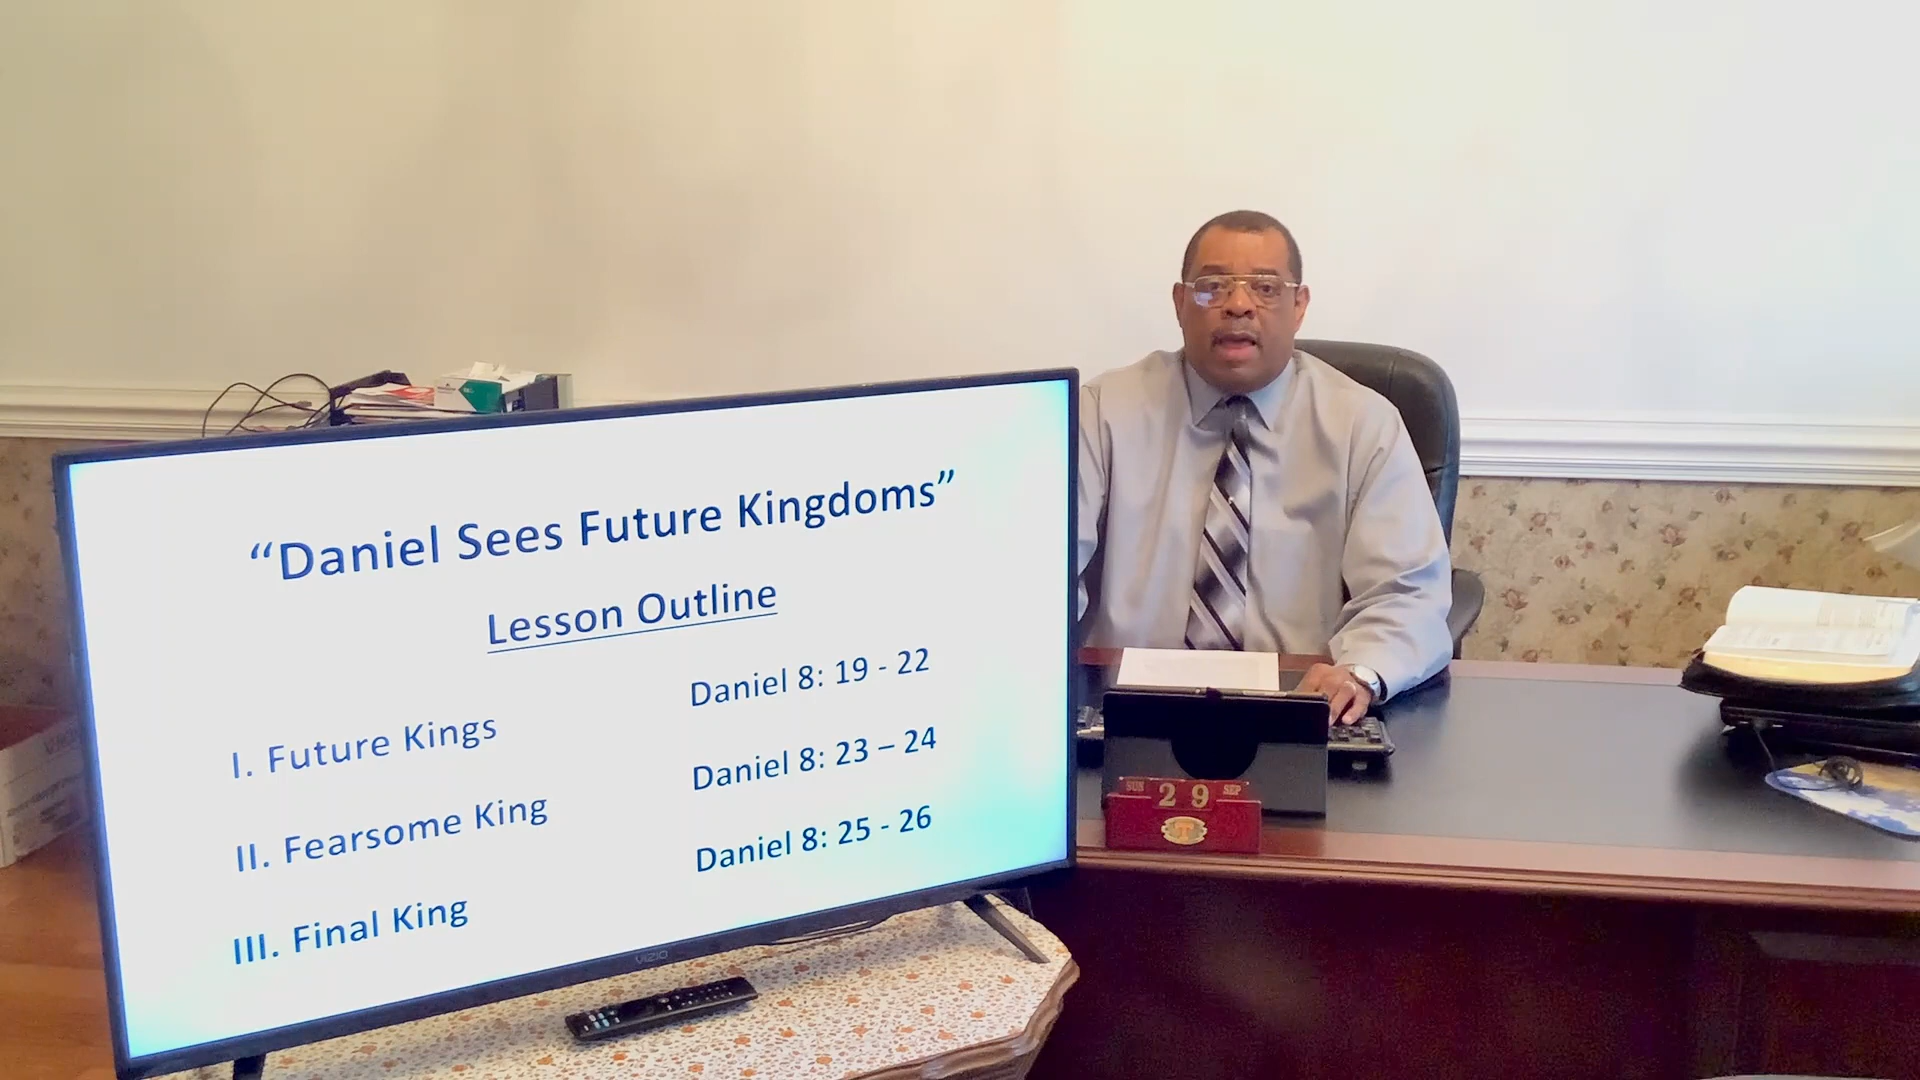 “Daniel Sees Future Kingdoms”
Lesson Outline
I. Future Kings Daniel 8: 19 - 22
II. Fearsome King Daniel 8: 23 – 24
III. Final King Daniel 8: 25 - 26
VIZIO
SUN 29 SEP
T